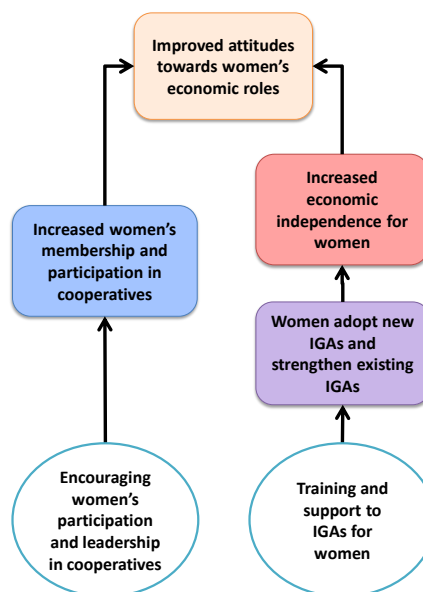 Improved attitudes
towards women's
economic roles
Increased
economic
independence for
women
Increased women's
membership and
participation in
cooperatives
Women adopt new
IGAs and
strengthen existing
IGAs
Encouraging
women's
participation
and leadership
in cooperatives
Training and
support to
IGAs for
women